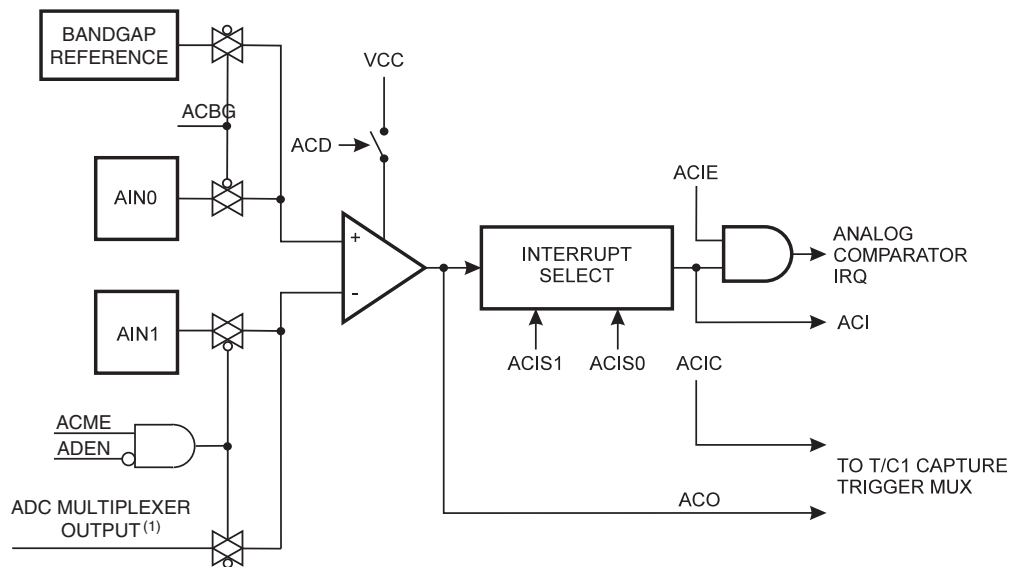 BANDGAP
REFERENCE
VCC
ACBG
ACD
AIN0
ACIE
+
-
INTERRUPT
SELECT
ANALOG
COMPARATOR
IRQ
AIN1
ACI
ACIS1
ACIS0
ACIC
ACME
ADEN
TO T/C1 CAPTURE
TRIGGER MUX
ADC MULTIPLEXER
OUTPUT(1)
ACO